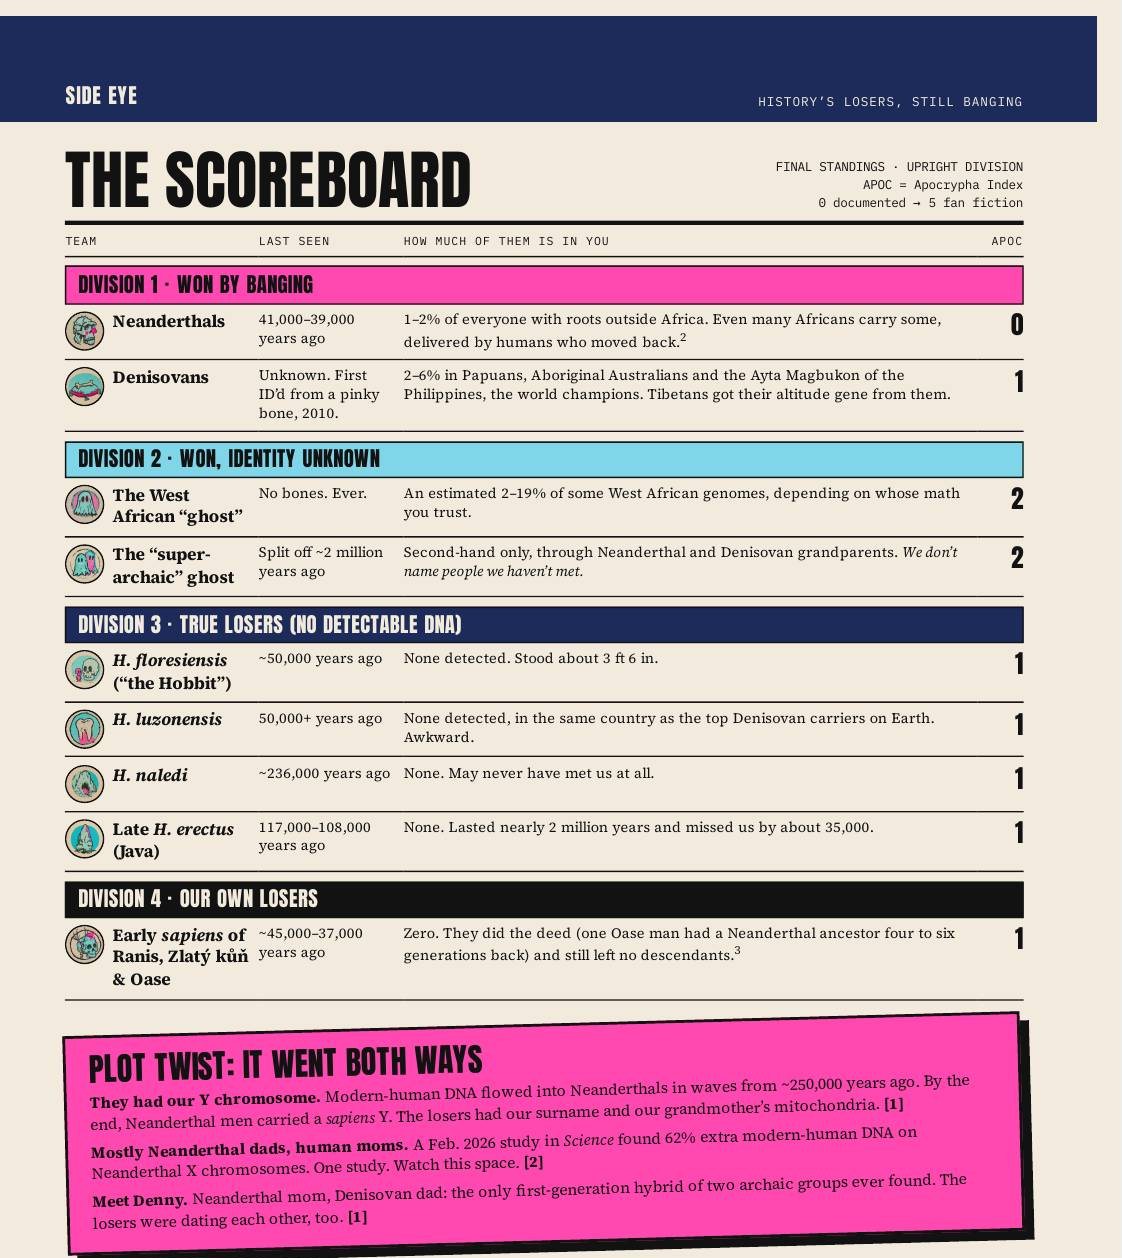 SIDE EYE
HISTORY’S LOSERS, STILL BANGING
THE SCOREBOARD
FINAL STANDINGS · UPRIGHT DIVISION
APOC = Apocrypha Index
0 documented → 5 fan fiction
TEAM LAST SEEN HOW MUCH OF THEM IS IN YOU APOC
DIVISION 1 · WON BY BANGING
Neanderthals
41,000–39,000
years ago
1–2% of everyone with roots outside Africa. Even many Africans carry some,
delivered by humans who moved back.2
0
Denisovans
Unknown. First
ID’d from a pinky
bone, 2010.
2–6% in Papuans, Aboriginal Australians and the Ayta Magbukon of the
Philippines, the world champions. Tibetans got their altitude gene from them.
1
DIVISION 2 · WON, IDENTITY UNKNOWN
The West
African “ghost”
No bones. Ever.
An estimated 2–19% of some West African genomes, depending on whose math
you trust.
2
The “super-
archaic” ghost
Split off ~2 million
years ago
Second-hand only, through Neanderthal and Denisovan grandparents. We don’t
name people we haven’t met.
2
DIVISION 3 · TRUE LOSERS (NO DETECTABLE DNA)
H. floresiensis
(“the Hobbit”)
~50,000 years ago
None detected. Stood about 3 ft 6 in.
1
H. luzonensis
50,000+ years ago
None detected, in the same country as the top Denisovan carriers on Earth.
Awkward.
1
H. naledi
~236,000 years ago
None. May never have met us at all.
1
Late H. erectus
(Java)
117,000–108,000
years ago
None. Lasted nearly 2 million years and missed us by about 35,000.
1
DIVISION 4 · OUR OWN LOSERS
Early sapiens of
Ranis, Zlatý kůň
& Oase
~45,000–37,000
years ago
Zero. They did the deed (one Oase man had a Neanderthal ancestor four to six
generations back) and still left no descendants.3
1
PLOT TWIST: IT WENT BOTH WAYS
They had our Y chromosome. Modern-human DNA flowed into Neanderthals in waves from ~250,000 years ago. By the
end, Neanderthal men carried a sapiens Y. The losers had our surname and our grandmother’s mitochondria. [1]
Mostly Neanderthal dads, human moms. A Feb. 2026 study in Science found 62% extra modern-human DNA on
Neanderthal X chromosomes. One study. Watch this space. [2]
Meet Denny. Neanderthal mom, Denisovan dad: the only first-generation hybrid of two archaic groups ever found. The
losers were dating each other, too. [1]